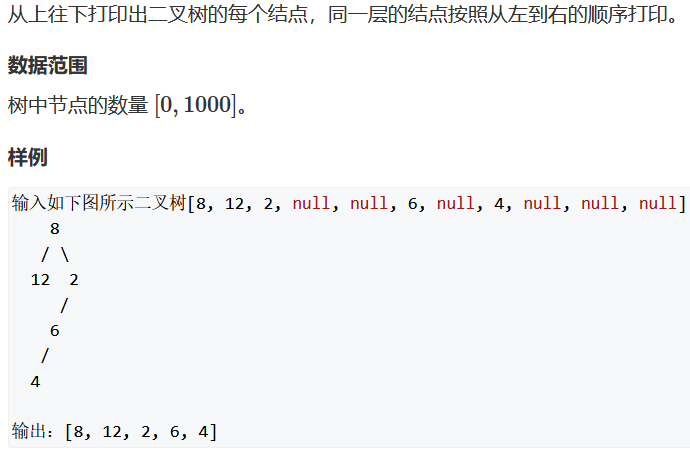 从上往下打印出二叉树的每个结点，同一层的结点按照从左到右的顺序打印。
数据范围
树中节点的数量 [0, 1000]。
样例
输入如下图所示二叉树[8, 12, 2, null, null, 6, null, 4, null, null, null]
    8
   / \
  12  2
     /
    6
   /
  4
输出：[8, 12, 2, 6, 4]